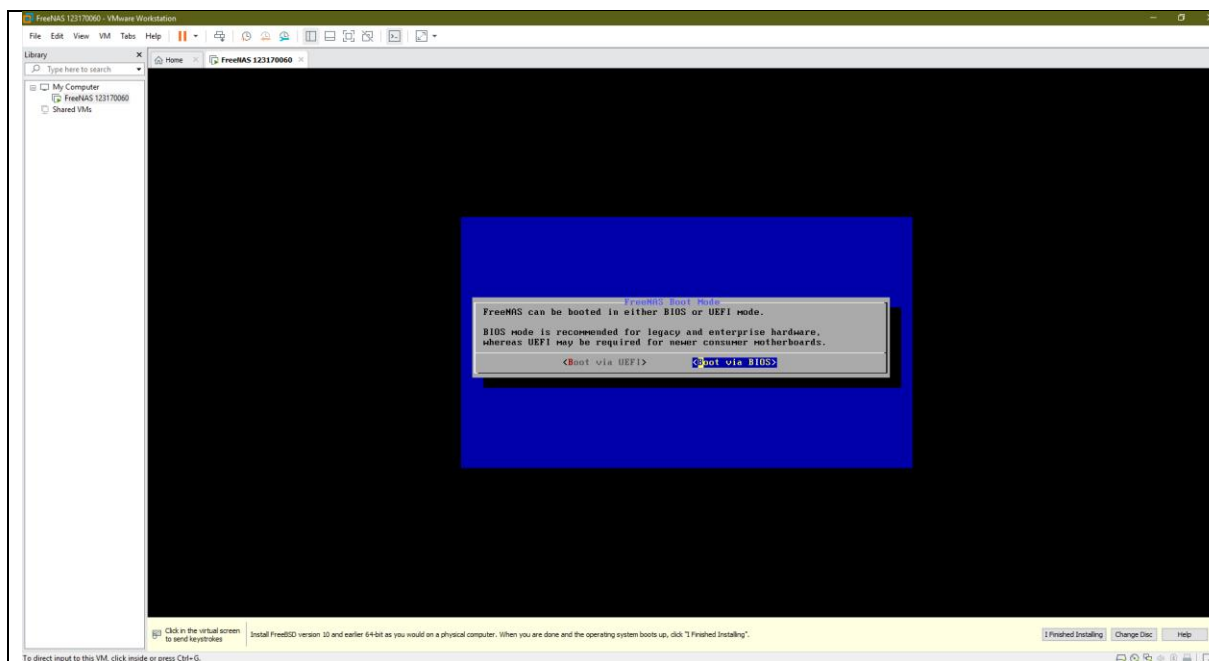 FreeNAS 123170060 - VMware Workstation
File Edit View VM Tabs Help
Library
Home
FreeNAS 123170060
Type here to search
My Computer
FreeNAS 123170060
Shared VMs
FreeNAS Boot Mode
FreeNAS can be booted in either BIOS or UEFI mode.
BIOS mode is recommended for legacy and enterprise hardware,
whereas UEFI may be required for newer consumer motherboards.
<Boot via UEFI> <Boot via BIOS>
Click in the virtual screen
to send keystrokes
Install FreeBSD version 10 and earlier 64-bit as you would on a physical computer. When you are done and the operating system boots up, click "I Finished Installing".
I Finished Installing Change Disc Help
To direct input to this VM, click inside or press Ctrl+G.